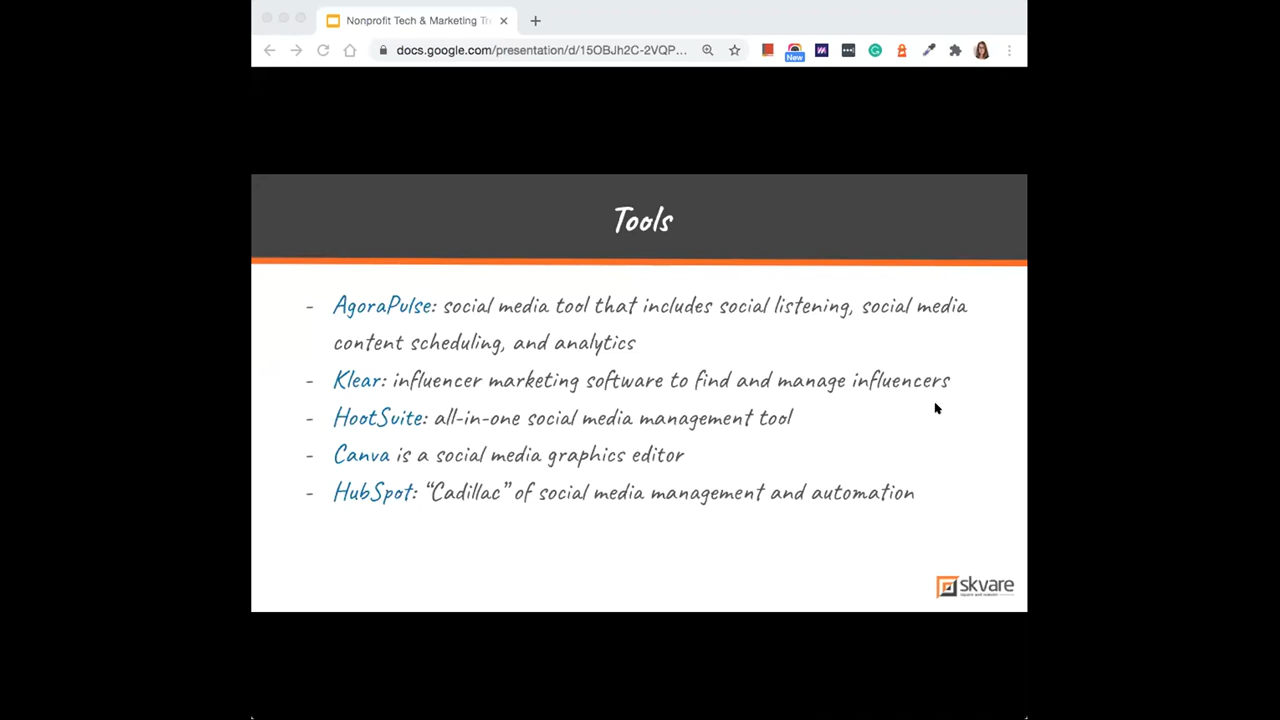 Nonprofit Tech & Marketing Tr
docs.google.com/presentation/d/15OBJh2C-2VQP...
New
Tools
- AgoraPulse: social media tool that includes social listening, social media
content scheduling, and analytics
- Klear: influencer marketing software to find and manage influencers
- HootSuite: all-in-one social media management tool
- Canva is a social media graphics editor
- HubSpot: “Cadillac” of social media management and automation
skvare